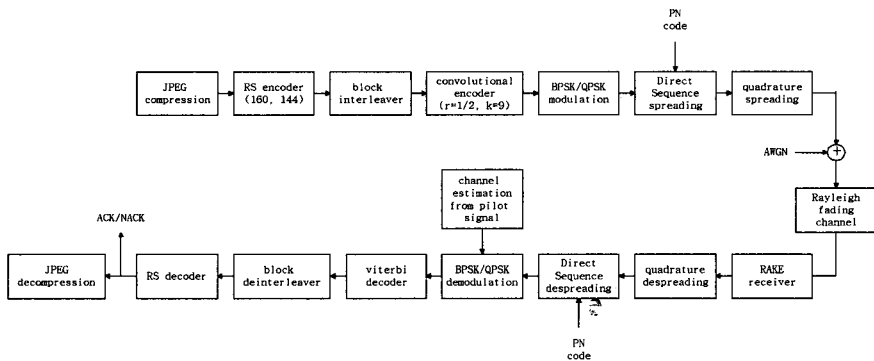 PN
code
JPEG
compression
RS encoder
(160, 144)
block
interleaver
convolutional
encoder
(r=1/2, k=9)
BPSK/QPSK
modulation
Direct
Sequence
spreading
quadrature
spreading
AWGN
+
channel
estimation
from pilot
signal
Rayleigh
fading
channel
ACK/NACK
JPEG
decompression
RS decoder
block
deinterleaver
viterbi
decoder
BPSK/QPSK
demodulation
Direct
Sequence
despreading
quadrature
despreading
RAKE
receiver
PN
code